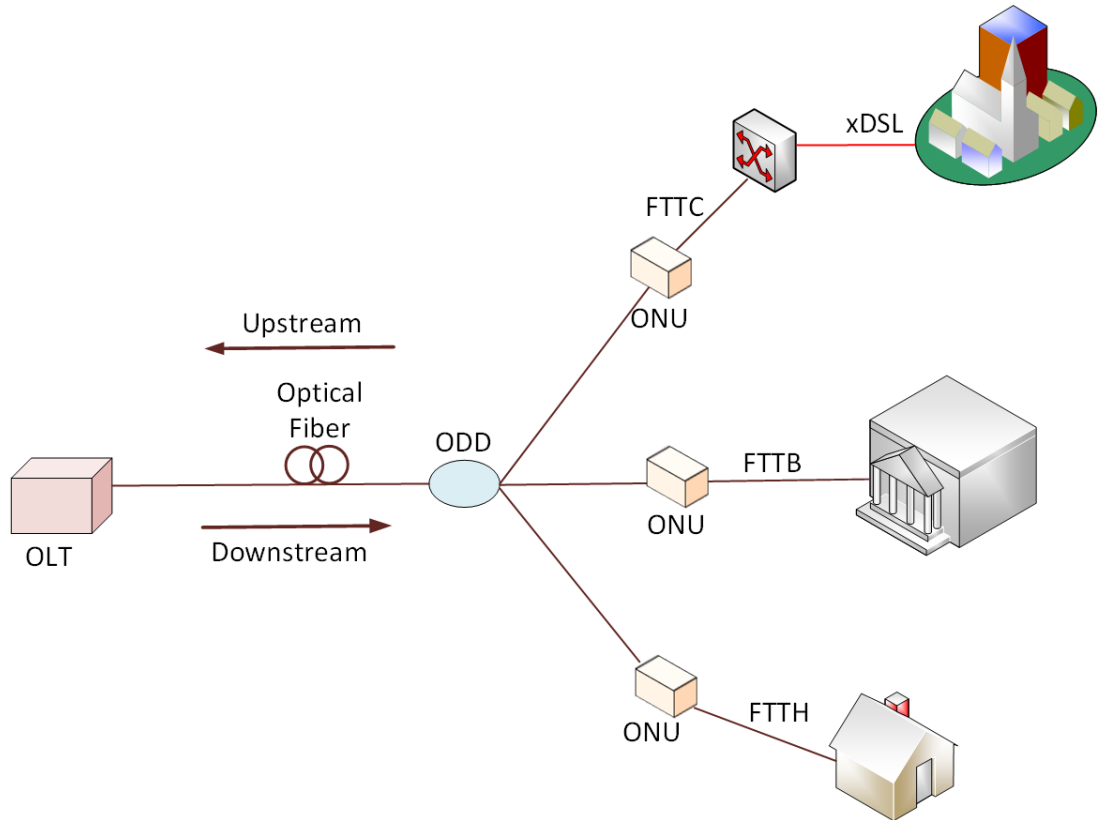 xDSL
FTTC
ONU
Upstream
Optical
Fiber
ODD
FTTB
ONU
OLT
Downstream
FTTH
ONU